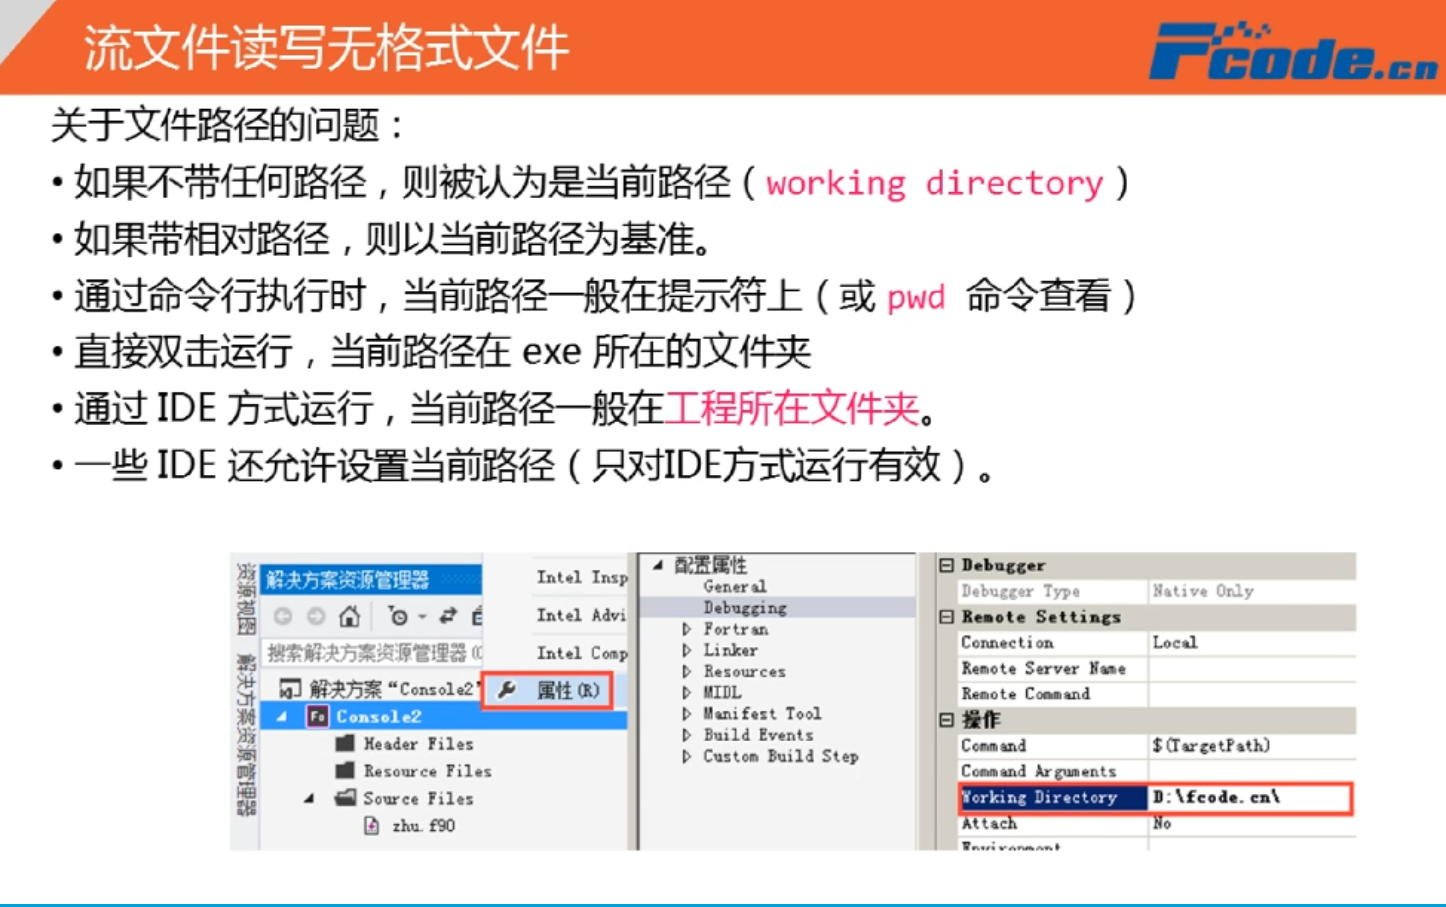 流文件读写无格式文件
Fcode.cn
关于文件路径的问题：
• 如果不带任何路径，则被认为是当前路径（working directory）
• 如果带相对路径，则以当前路径为基准。
• 通过命令行执行时，当前路径一般在提示符上（或 pwd 命令查看）
• 直接双击运行，当前路径在 exe 所在的文件夹
• 通过 IDE 方式运行，当前路径一般在工程所在文件夹。
• 一些 IDE 还允许设置当前路径（只对IDE方式运行有效）。
资源视图
解决方案资源管理器
解决方案资源管理器
搜索解决方案资源管理器
解决方案 "Console2"
Console2
Header Files
Resource Files
Source Files
zhu.f90
Intel Insp
Intel Advi
Intel Comp
属性(R)
配置属性
General
Debugging
Fortran
Linker
Resources
MIDL
Manifest Tool
Build Events
Custom Build Step
Debugger
Debugger Type Native Only
Remote Settings
Connection Local
Remote Server Name
Remote Command
操作
Command $(TargetPath)
Command Arguments
Working Directory D:\fcode.cn\
Attach No